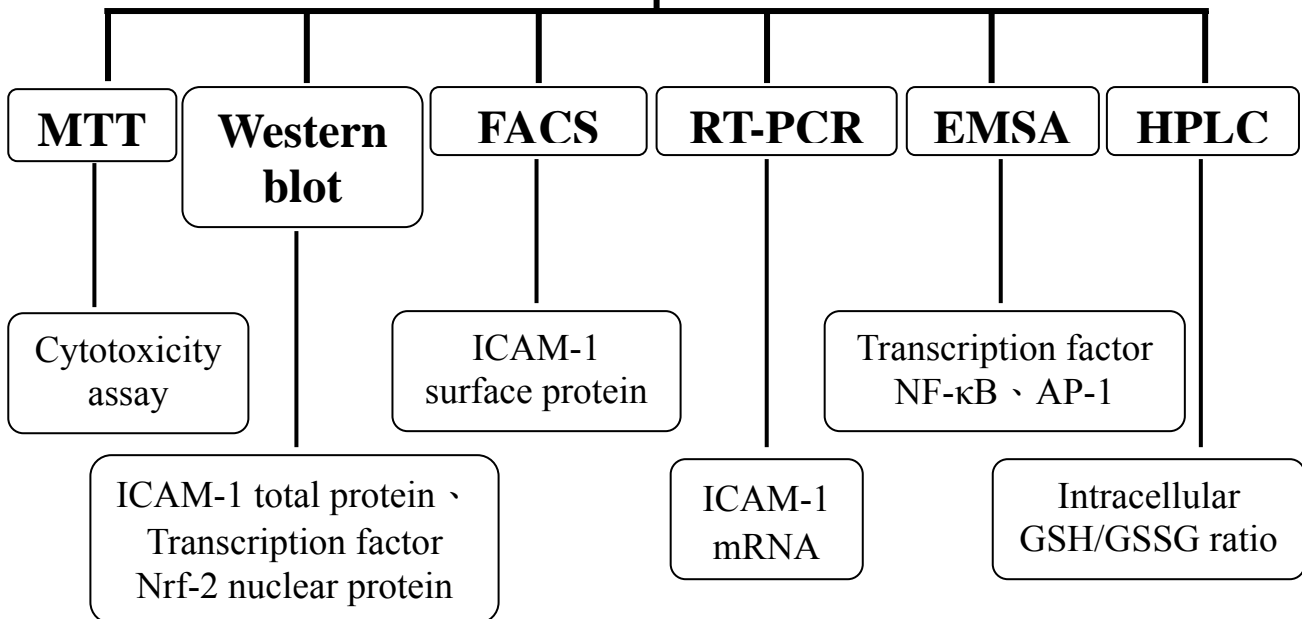 MTT
Western
blot
FACS
RT-PCR
EMSA
HPLC
Cytotoxicity
assay
ICAM-1
surface protein
Transcription factor
NF-κB、AP-1
ICAM-1 total protein、
Transcription factor
Nrf-2 nuclear protein
ICAM-1
mRNA
Intracellular
GSH/GSSG ratio